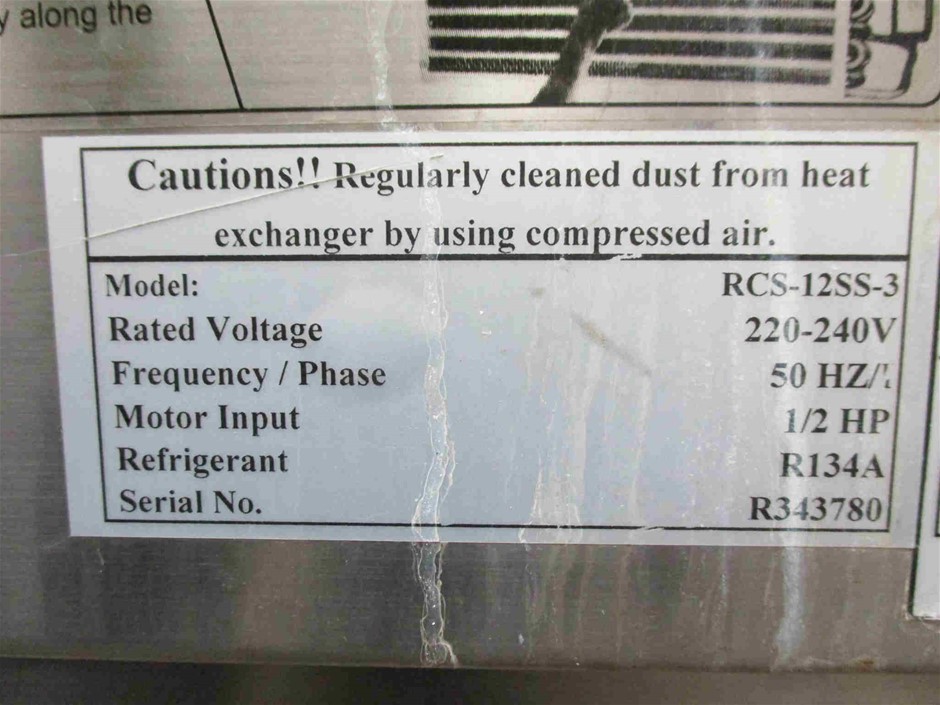 along the
Cautions!! Regularly cleaned dust from heat
exchanger by using compressed air.
Model: RCS-12SS-3
Rated Voltage 220-240V
Frequency / Phase 50 HZ/
Motor Input 1/2 HP
Refrigerant R134A
Serial No. R343780